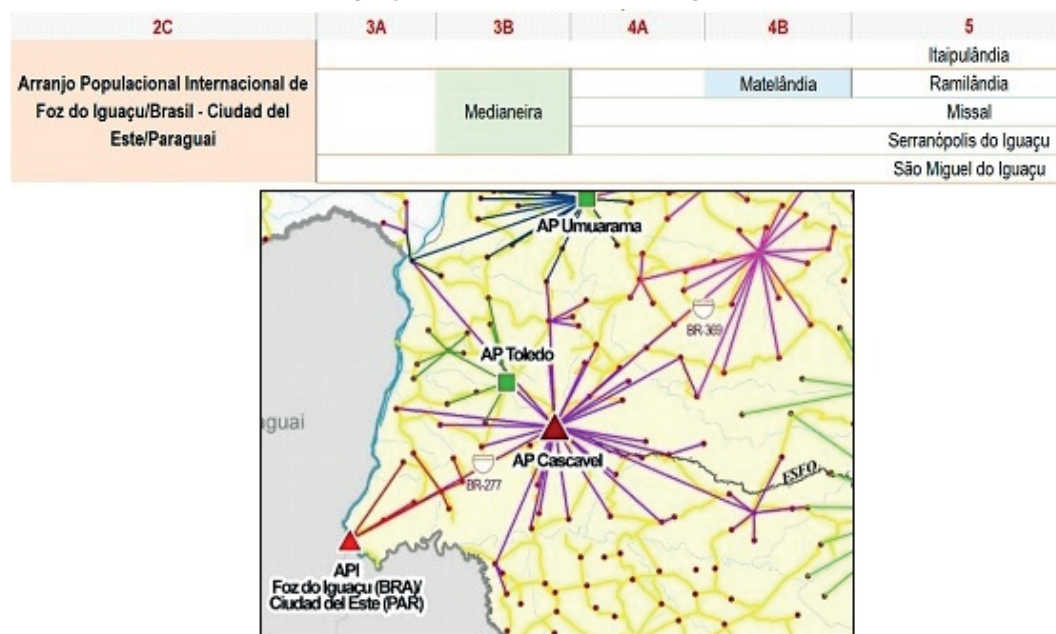 2C 3A 3B 4A 4B 5
Itaipulândia
Arranjo Populacional Internacional de
Foz do Iguaçu/Brasil - Ciudad del
Este/Paraguai
Medianeira
Matelândia
Ramilândia
Missal
Serranópolis do Iguaçu
São Miguel do Iguaçu
AP Umuarama
BR-369
AP Toledo
aguai
AP Cascavel
BR-277
ESFO
API
Foz do Iguaçu (BRA)/
Ciudad del Este (PAR)